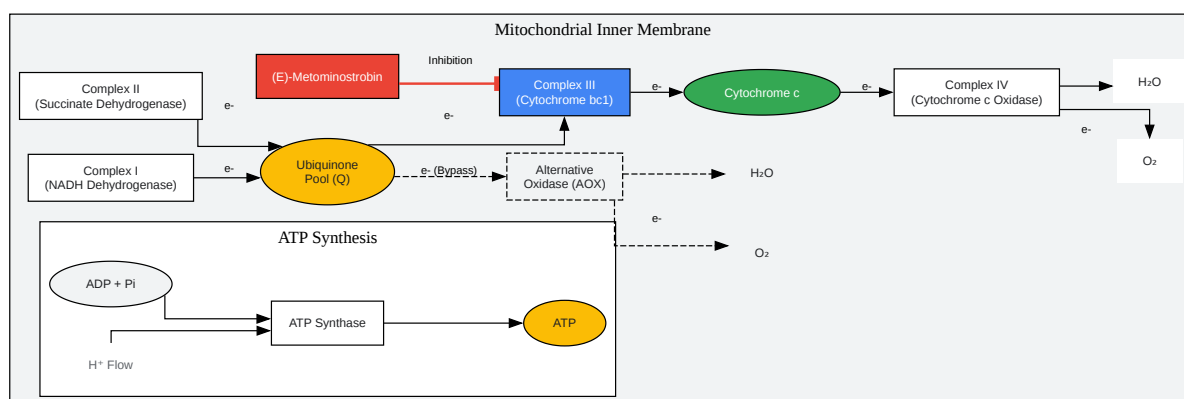 Mitochondrial Inner Membrane
(E)-Metominostrobin
Inhibition
Complex II
(Succinate Dehydrogenase)
e-
Complex III
(Cytochrome bc1)
e-
Cytochrome c
e-
Complex IV
(Cytochrome c Oxidase)
H₂O
e-
O₂
e-
Complex I
(NADH Dehydrogenase)
e-
Ubiquinone
Pool (Q)
e- (Bypass)
Alternative
Oxidase (AOX)
H₂O
e-
O₂
ATP Synthesis
ADP + Pi
ATP Synthase
ATP
H⁺ Flow